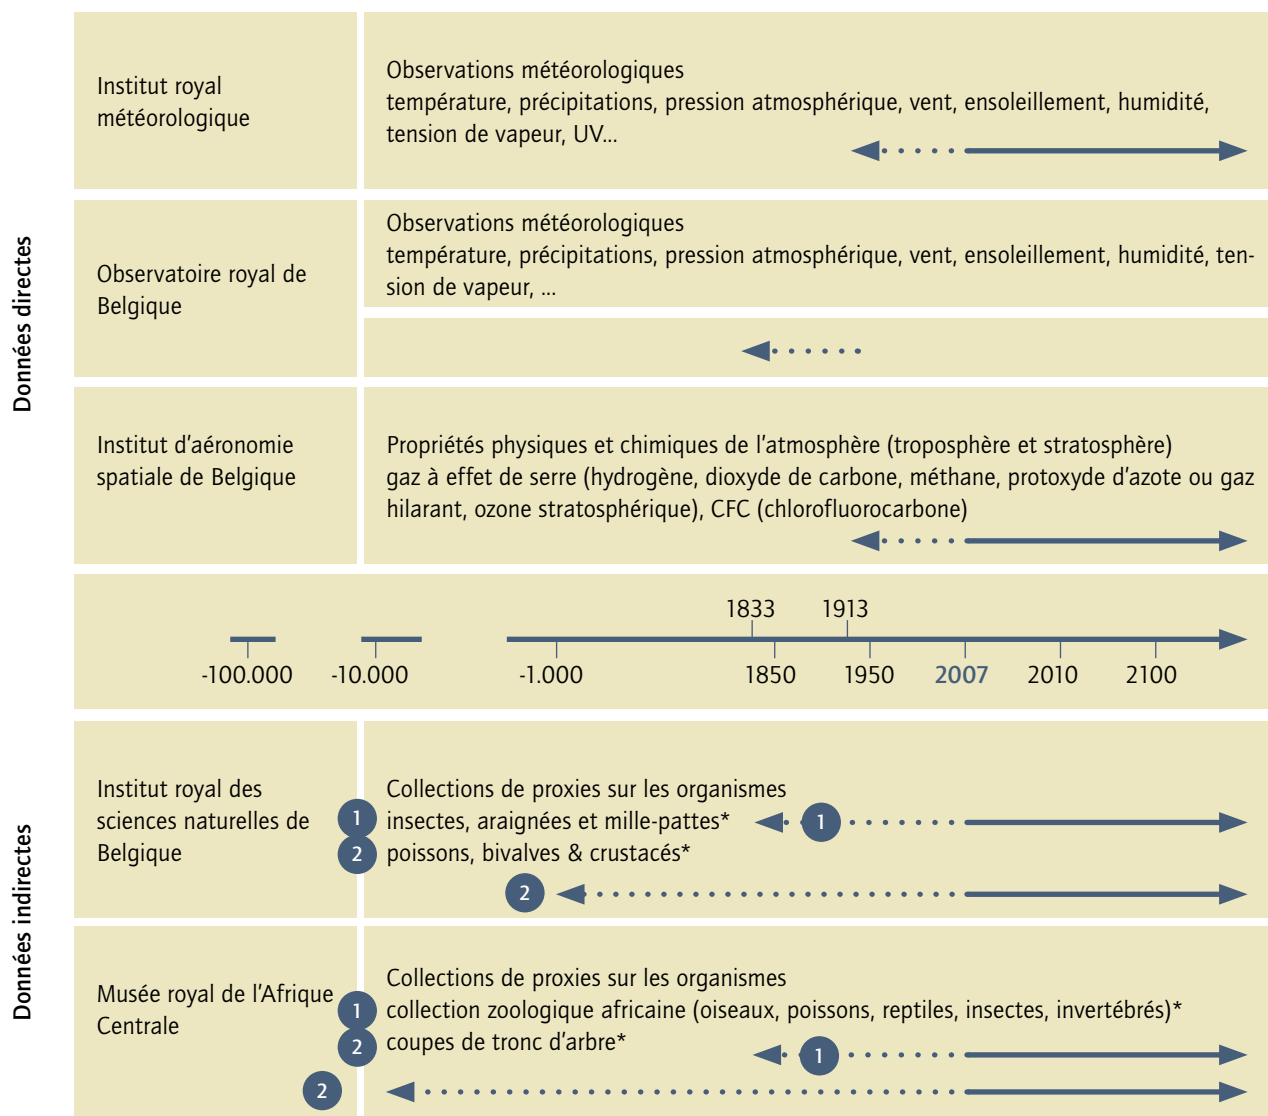 Données directes
Institut royal
météorologique
Observations météorologiques
température, précipitations, pression atmosphérique, vent, ensoleillement, humidité,
tension de vapeur, UV...
Observatoire royal de
Belgique
Observations météorologiques
température, précipitations, pression atmosphérique, vent, ensoleillement, humidité, ten-
sion de vapeur, ...
Institut d'aéronomie
spatiale de Belgique
Propriétés physiques et chimiques de l'atmosphère (troposphère et stratosphère)
gaz à effet de serre (hydrogène, dioxyde de carbone, méthane, protoxyde d'azote ou gaz
hilarant, ozone stratosphérique), CFC (chlorofluorocarbone)
1833 1913
-100.000 -10.000 -1.000 1850 1950 2007 2010 2100
Données indirectes
Institut royal des
sciences naturelles de
Belgique
Collections de proxies sur les organismes
1 insectes, araignées et mille-pattes* 1
2 poissons, bivalves & crustacés*
2
Musée royal de l'Afrique
Centrale
Collections de proxies sur les organismes
1 collection zoologique africaine (oiseaux, poissons, reptiles, insectes, invertébrés)*
2 coupes de tronc d'arbre* 1
2